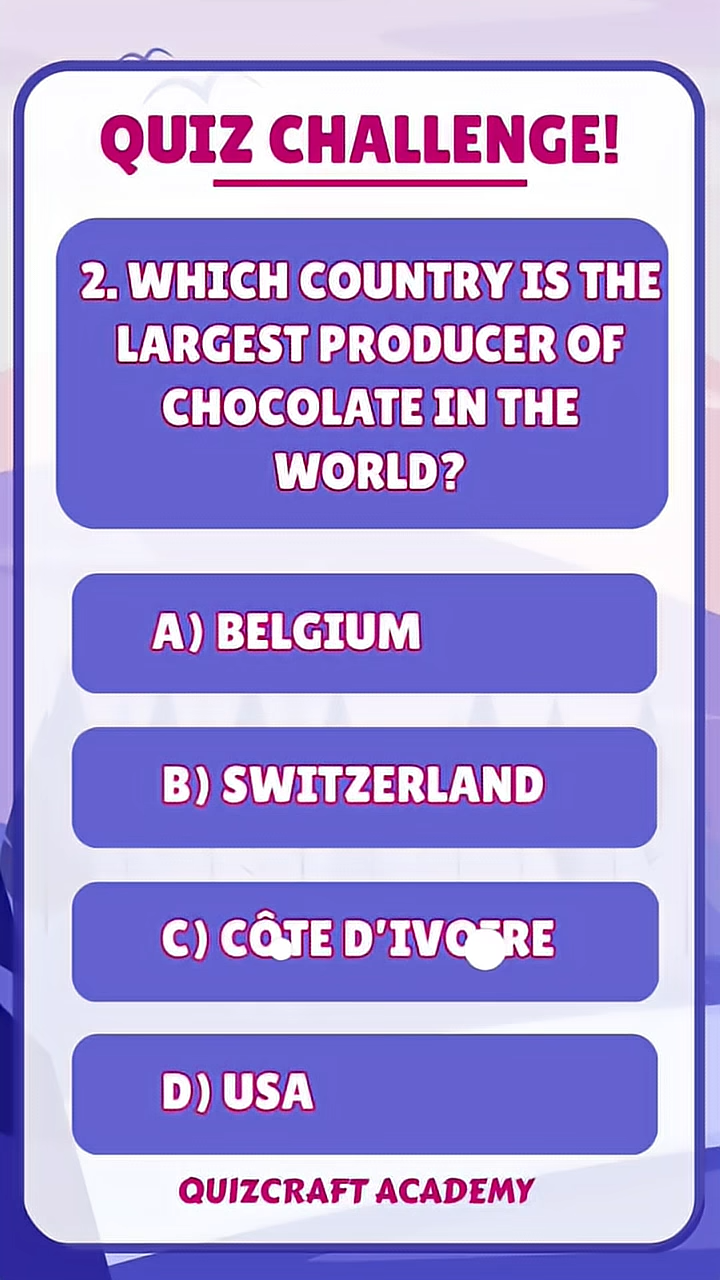 QUIZ CHALLENGE!
2. WHICH COUNTRY IS THE
LARGEST PRODUCER OF
CHOCOLATE IN THE
WORLD?
A) BELGIUM
B) SWITZERLAND
C) CÔTE D'IVOIRE
D) USA
QUIZCRAFT ACADEMY